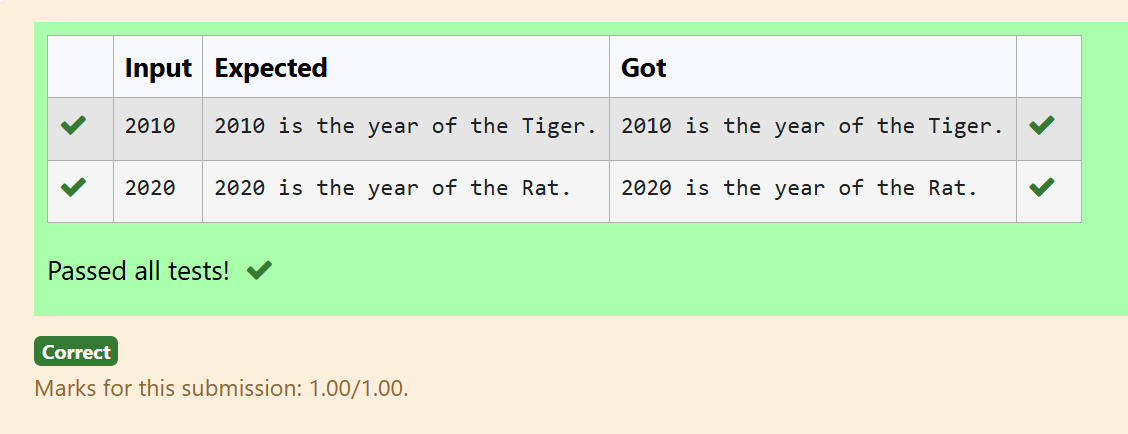 Input Expected Got
2010 2010 is the year of the Tiger. 2010 is the year of the Tiger.
2020 2020 is the year of the Rat. 2020 is the year of the Rat.
Passed all tests!
Correct
Marks for this submission: 1.00/1.00.